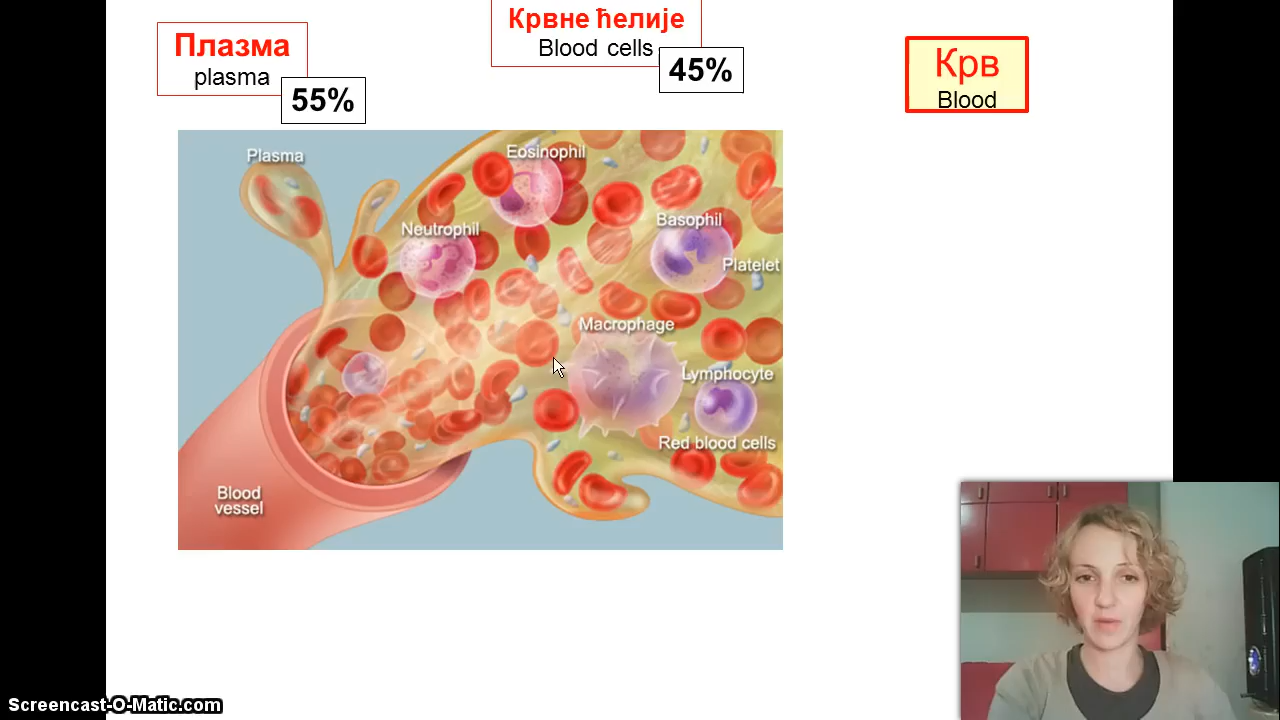 Плазма
plasma
55%
Крвне ћелије
Blood cells
45%
Крв
Blood
Plasma
Eosinophil
Neutrophil
Basophil
Platelet
Macrophage
Lymphocyte
Red blood cells
Blood
vessel
Screencast-O-Matic.com